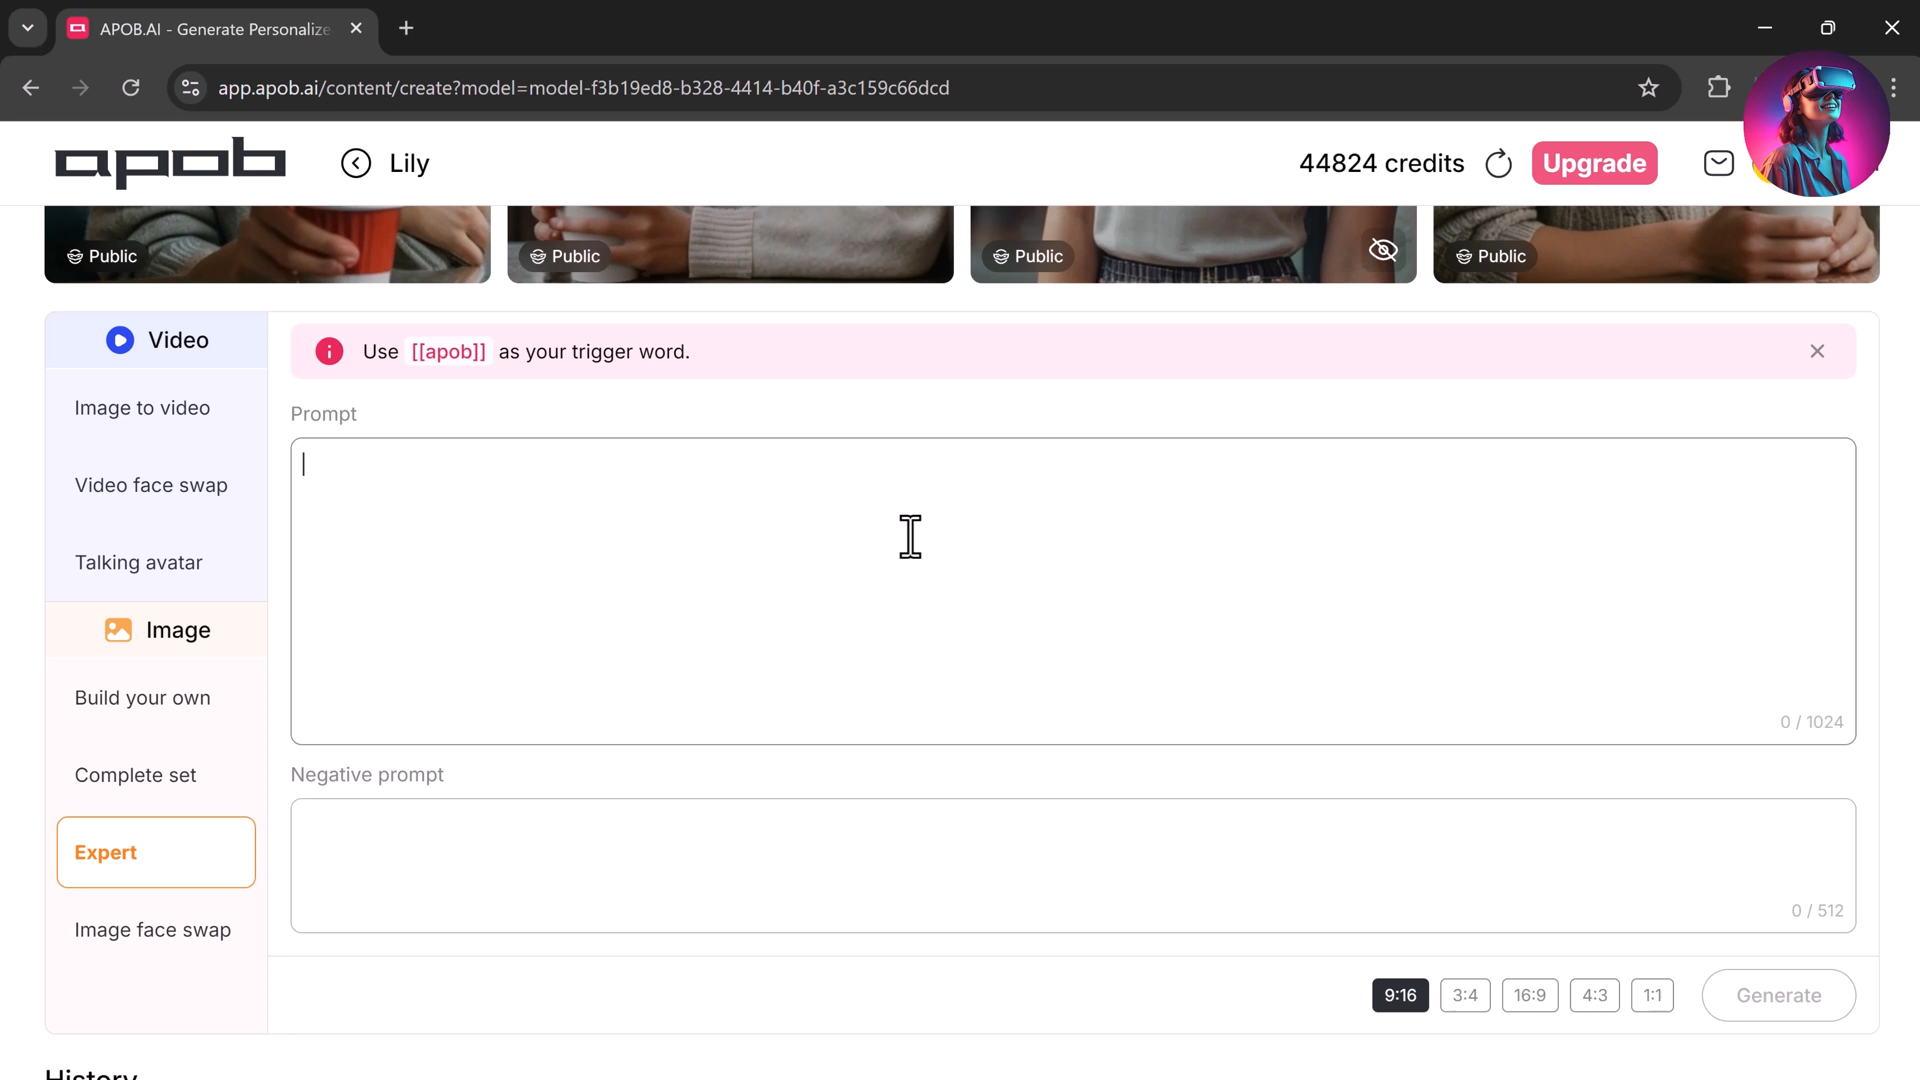 APOB.AI - Generate Personalize
app.apob.ai/content/create?model=model-f3b19ed8-b328-4414-b40f-a3c159c66dcd
apob
Lily
44824 credits
Upgrade
Public
Public
Public
Public
Video
Image to video
Video face swap
Talking avatar
Image
Build your own
Complete set
Expert
Image face swap
Use [[apob]] as your trigger word.
Prompt
0 / 1024
Negative prompt
0 / 512
9:16
3:4
16:9
4:3
1:1
Generate
History